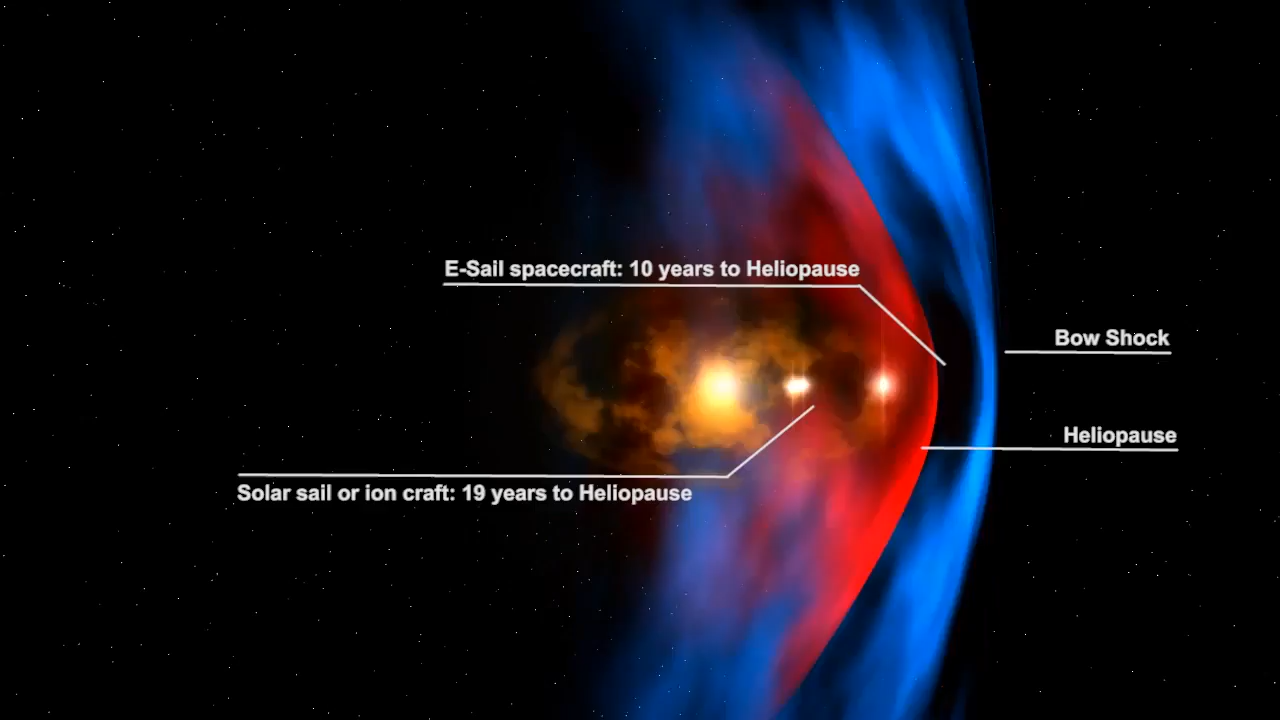 E-Sail spacecraft: 10 years to Heliopause
Bow Shock
Heliopause
Solar sail or ion craft: 19 years to Heliopause